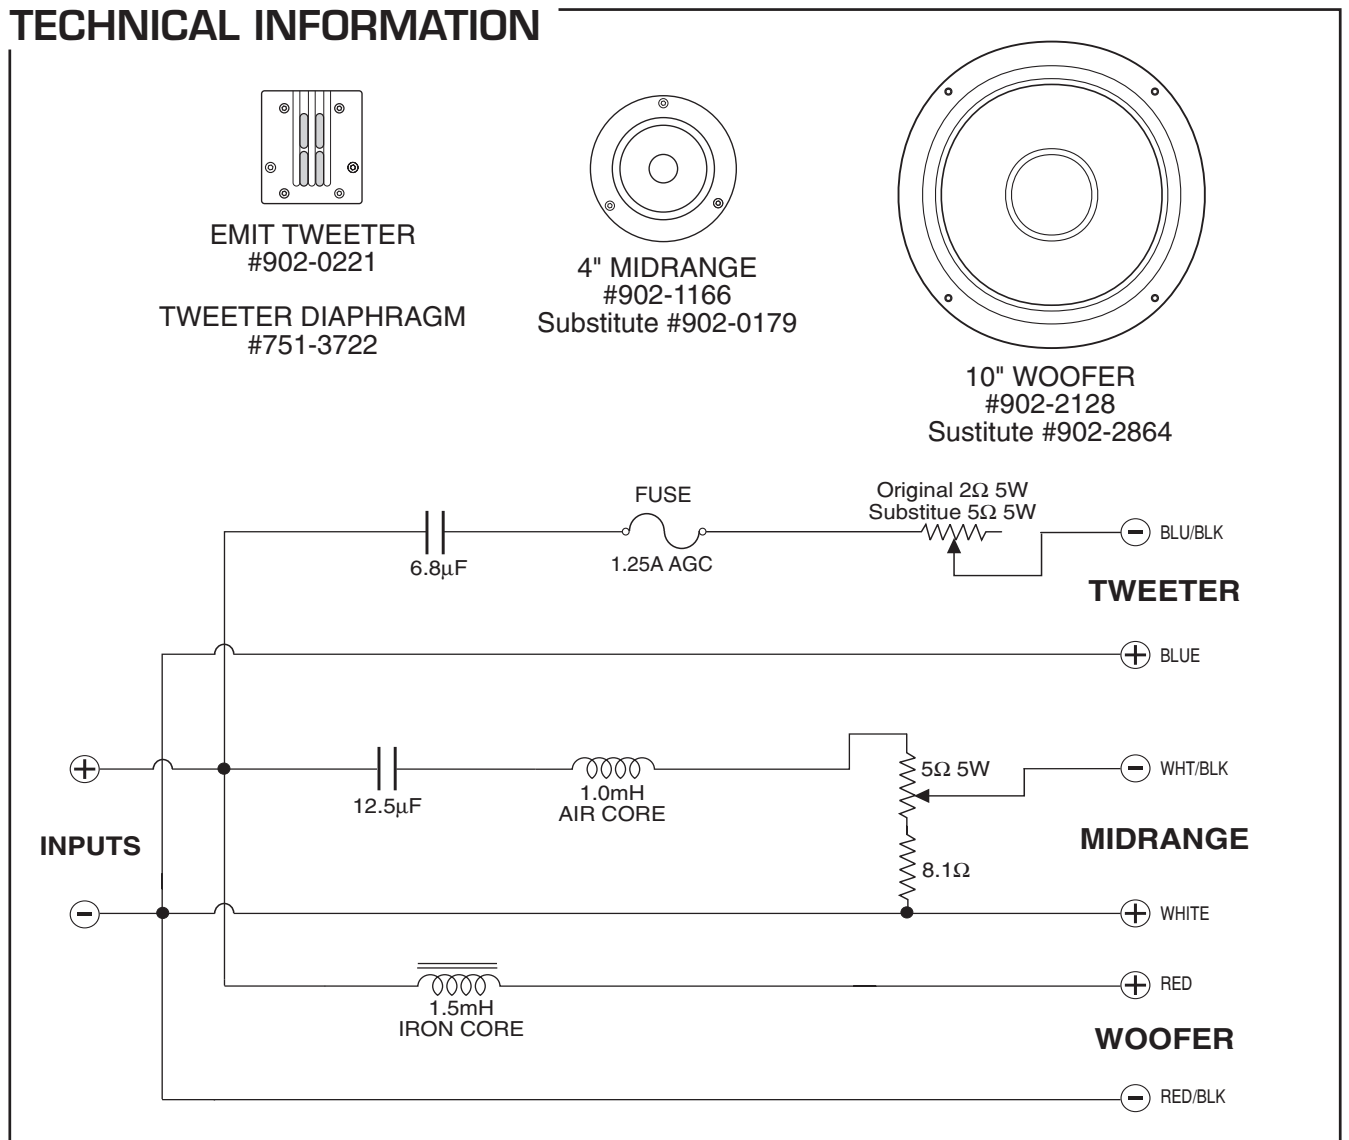 TECHNICAL INFORMATION
EMIT TWEETER
#902-0221
TWEETER DIAPHRAGM
#751-3722
4" MIDRANGE
#902-1166
Substitute #902-0179
10" WOOFER
#902-2128
Sustitute #902-2864
FUSE
1.25A AGC
Original 2Ω 5W
Substitue 5Ω 5W
6.8µF
BLU/BLK
TWEETER
BLUE
12.5µF
1.0mH
AIR CORE
5Ω 5W
WHT/BLK
INPUTS
MIDRANGE
8.1Ω
WHITE
1.5mH
IRON CORE
RED
WOOFER
RED/BLK